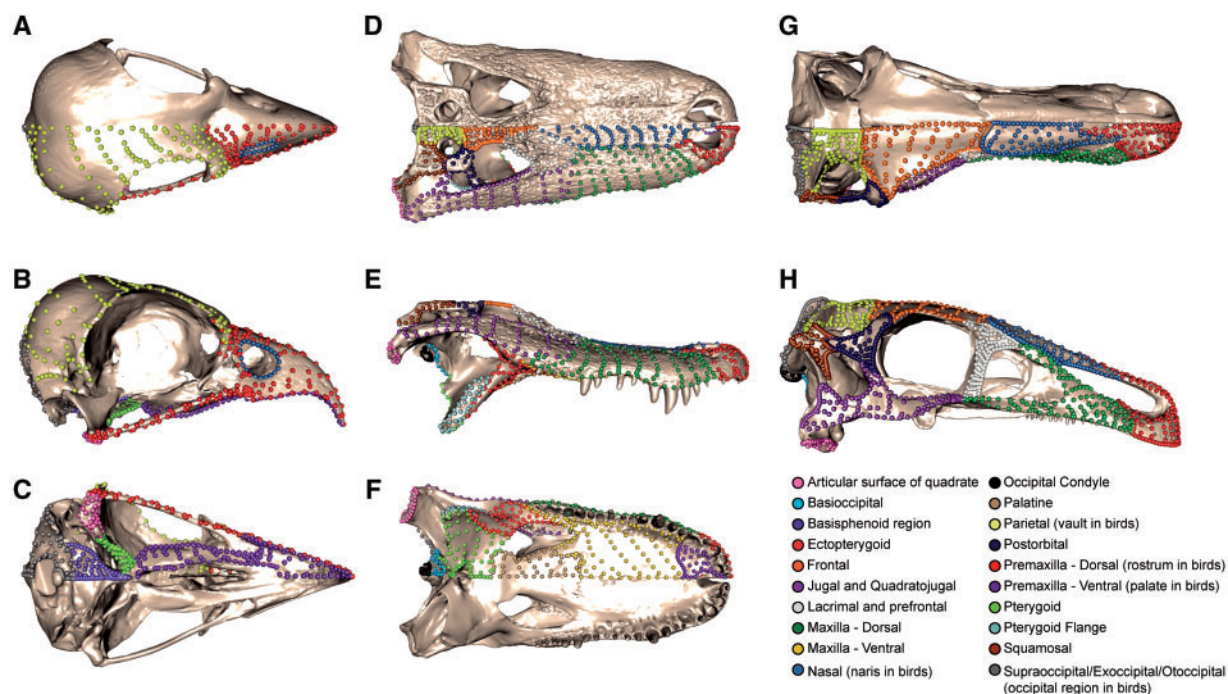 A
D
G
B
E
H
C
F
Articular surface of quadrate
Basioccipital
Basisphenoid region
Ectopterygoid
Frontal
Jugal and Quadratojugal
Lacrimal and prefrontal
Maxilla - Dorsal
Maxilla - Ventral
Nasal (naris in birds)
Occipital Condyle
Palatine
Parietal (vault in birds)
Postorbital
Premaxilla - Dorsal (rostrum in birds)
Premaxilla - Ventral (palate in birds)
Pterygoid
Pterygoid Flange
Squamosal
Supraoccipital/Exoccipital/Otoccipital
(occipital region in birds)